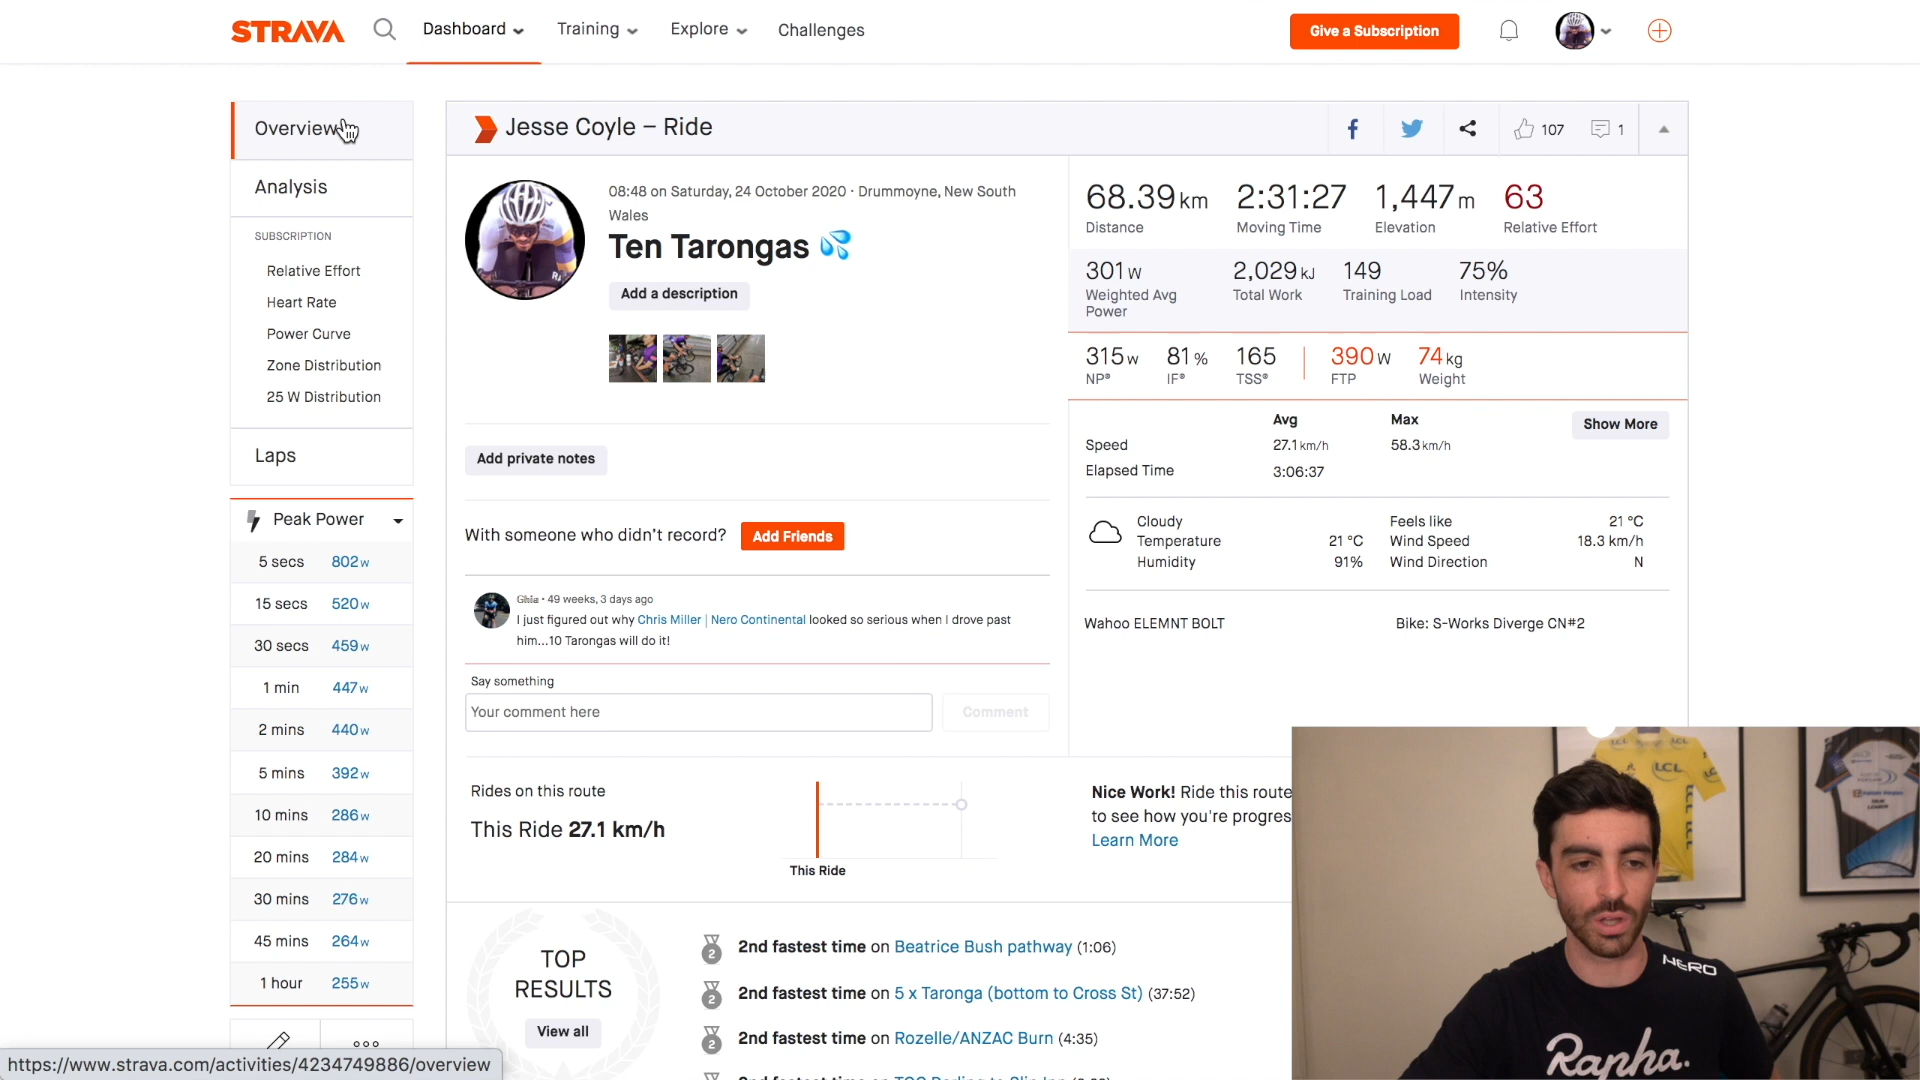 STRAVA Dashboard Training Explore Challenges Give a Subscription
Overview
Analysis
SUBSCRIPTION
Relative Effort
Heart Rate
Power Curve
Zone Distribution
25 W Distribution
Laps
Peak Power
5 secs 802w
15 secs 520w
30 secs 459w
1 min 447w
2 mins 440w
5 mins 392w
10 mins 286w
20 mins 284w
30 mins 276w
45 mins 264w
1 hour 255w
Jesse Coyle – Ride
107 1
08:48 on Saturday, 24 October 2020 · Drummoyne, New South
Wales
Ten Tarongas 💦
Add a description
Add private notes
With someone who didn't record? Add Friends
Ghia · 49 weeks, 3 days ago
I just figured out why Chris Miller | Nero Continental looked so serious when I drove past
him...10 Tarongas will do it!
Say something
Your comment here Comment
68.39km 2:31:27 1,447m 63
Distance Moving Time Elevation Relative Effort
301W 2,029kJ 149 75%
Weighted Avg Total Work Training Load Intensity
Power
315w 81% 165 390W 74kg
NP® IF® TSS® FTP Weight
Avg Max Show More
Speed 27.1km/h 58.3km/h
Elapsed Time 3:06:37
Cloudy Feels like 21 °C
Temperature 21 °C Wind Speed 18.3 km/h
Humidity 91% Wind Direction N
Wahoo ELEMNT BOLT Bike: S-Works Diverge CN#2
Rides on this route
This Ride 27.1 km/h
This Ride
Nice Work! Ride this route
to see how you're progres
Learn More
TOP
RESULTS
View all
2 2nd fastest time on Beatrice Bush pathway (1:06)
2 2nd fastest time on 5 x Taronga (bottom to Cross St) (37:52)
2 2nd fastest time on Rozelle/ANZAC Burn (4:35)
https://www.strava.com/activities/4234749886/overview
LCL
LCL
LCL
NERO
Rapha.